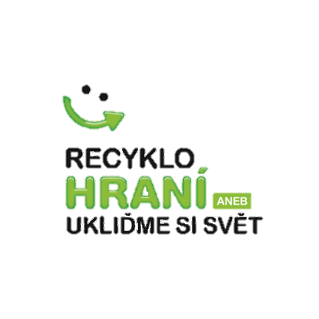 RECYKLO
HRANÍ ANEB
UKLIĎME SI SVĚT